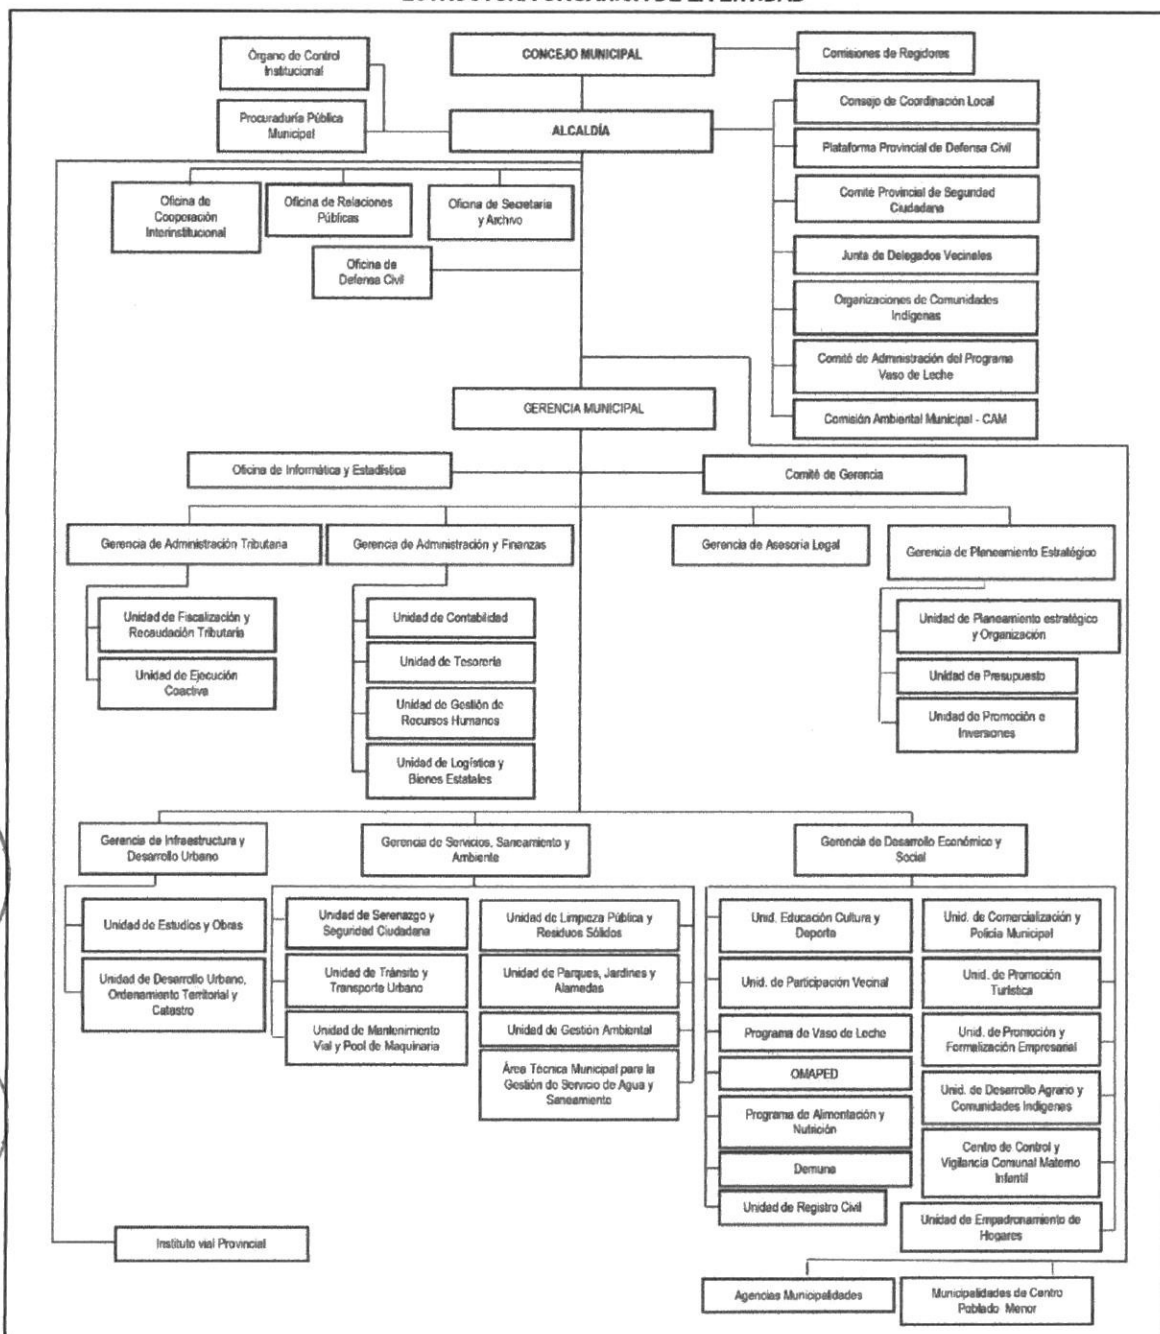 ESTRUCTURA ORGÁNICA DE LA ENTIDAD
CONCEJO MUNICIPAL
Comisiones de Regidores
Órgano de Control
Institucional
Procuraduría Pública
Municipal
ALCALDÍA
Consejo de Coordinación Local
Plataforma Provincial de Defensa Civil
Comité Provincial de Seguridad
Ciudadana
Junta de Delegados Vecinales
Organizaciones de Comunidades
Indígenas
Comité de Administración del Programa
Vaso de Leche
Comisión Ambiental Municipal - CAM
Oficina de
Cooperación
Interinstitucional
Oficina de Relaciones
Públicas
Oficina de Secretaria
y Archivo
Oficina de
Defensa Civil
GERENCIA MUNICIPAL
Oficina de Informática y Estadística
Comité de Gerencia
Gerencia de Administración Tributaria
Gerencia de Administración y Finanzas
Gerencia de Asesoría Legal
Gerencia de Planeamiento Estratégico
Unidad de Fiscalización y
Recaudación Tributaria
Unidad de Ejecución
Coactiva
Unidad de Contabilidad
Unidad de Tesorería
Unidad de Gestión de
Recursos Humanos
Unidad de Logística y
Bienes Estatales
Unidad de Planeamiento estratégico
y Organización
Unidad de Presupuesto
Unidad de Promoción e
Inversiones
Gerencia de Infraestructura y
Desarrollo Urbano
Gerencia de Servicios, Saneamiento y
Ambiente
Gerencia de Desarrollo Económico y
Social
Unidad de Estudios y Obras
Unidad de Desarrollo Urbano,
Ordenamiento Territorial y
Catastro
Unidad de Serenazgo y
Seguridad Ciudadana
Unidad de Tránsito y
Transporte Urbano
Unidad de Mantenimiento
Vial y Pool de Maquinaria
Unidad de Limpieza Pública y
Residuos Sólidos
Unidad de Parques, Jardines y
Alamedas
Unidad de Gestión Ambiental
Área Técnica Municipal para la
Gestión de Servicio de Agua y
Saneamiento
Unid. Educación Cultura y
Deporte
Unid. de Participación Vecinal
Programa de Vaso de Leche
OMAPED
Programa de Alimentación y
Nutrición
Demuna
Unidad de Registro Civil
Unid. de Comercialización y
Policía Municipal
Unid. de Promoción
Turística
Unid. de Promoción y
Formalización Empresarial
Unid. de Desarrollo Agrario y
Comunidades Indígenas
Centro de Control y
Vigilancia Comunal Materno
Infantil
Unidad de Empadronamiento de
Hogares
Instituto vial Provincial
Agencias Municipalidades
Municipalidades de Centro
Poblado Menor